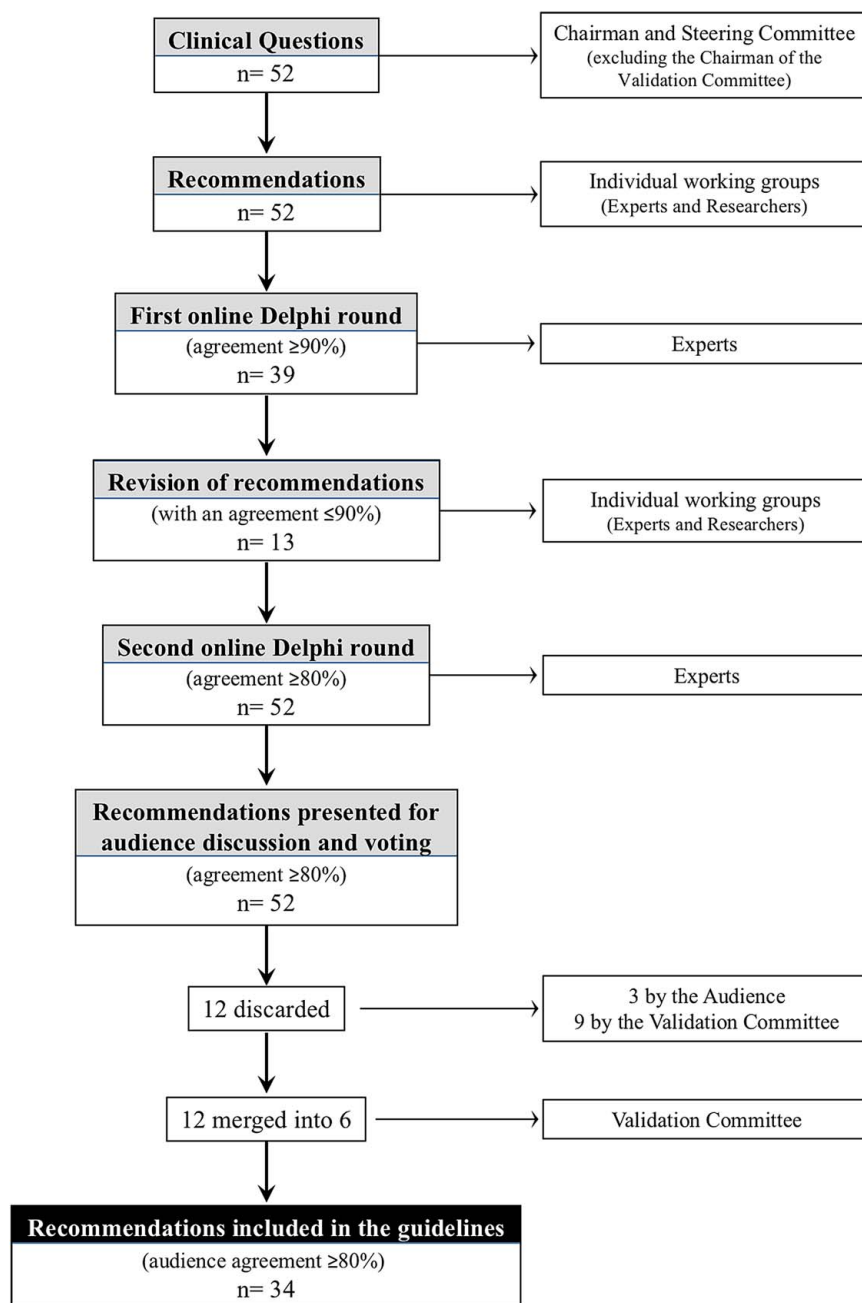 Clinical Questions
n= 52
Chairman and Steering Committee
(excluding the Chairman of the
Validation Committee)
Recommendations
n= 52
Individual working groups
(Experts and Researchers)
First online Delphi round
(agreement ≥90%)
n= 39
Experts
Revision of recommendations
(with an agreement ≤90%)
n= 13
Individual working groups
(Experts and Researchers)
Second online Delphi round
(agreement ≥80%)
n= 52
Experts
Recommendations presented for
audience discussion and voting
(agreement ≥80%)
n= 52
12 discarded
3 by the Audience
9 by the Validation Committee
12 merged into 6
Validation Committee
Recommendations included in the guidelines
(audience agreement ≥80%)
n= 34